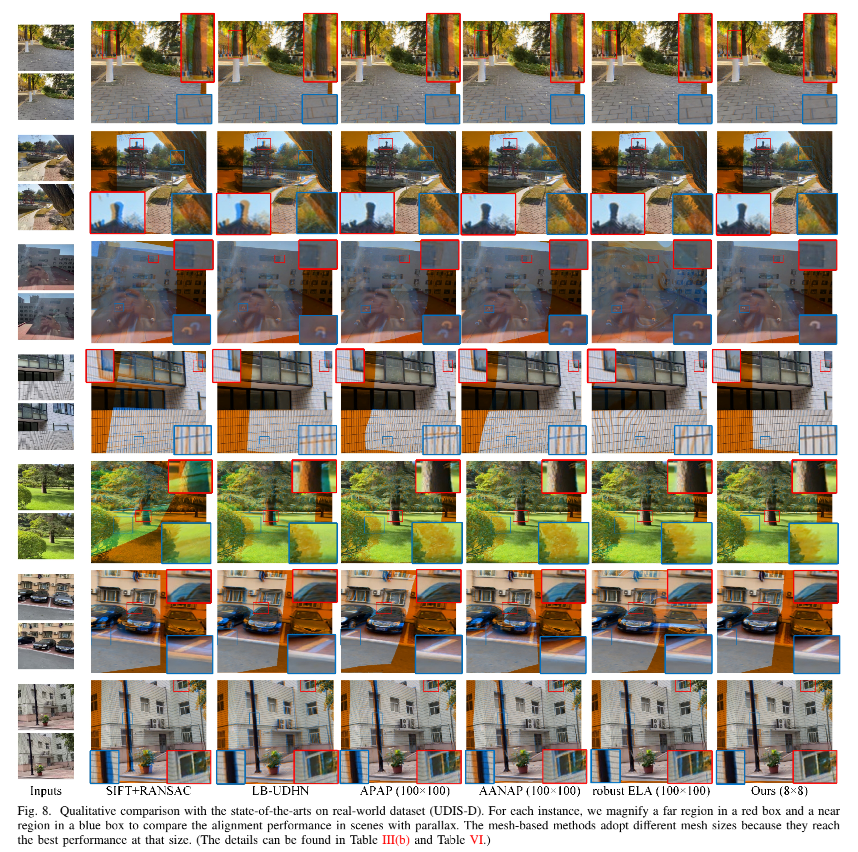 Inputs SIFT+RANSAC LB-UDHN APAP (100×100) AANAP (100×100) robust ELA (100×100) Ours (8×8)
Fig. 8. Qualitative comparison with the state-of-the-arts on real-world dataset (UDIS-D). For each instance, we magnify a far region in a red box and a near
region in a blue box to compare the alignment performance in scenes with parallax. The mesh-based methods adopt different mesh sizes because they reach
the best performance at that size. (The details can be found in Table III(b) and Table VI.)